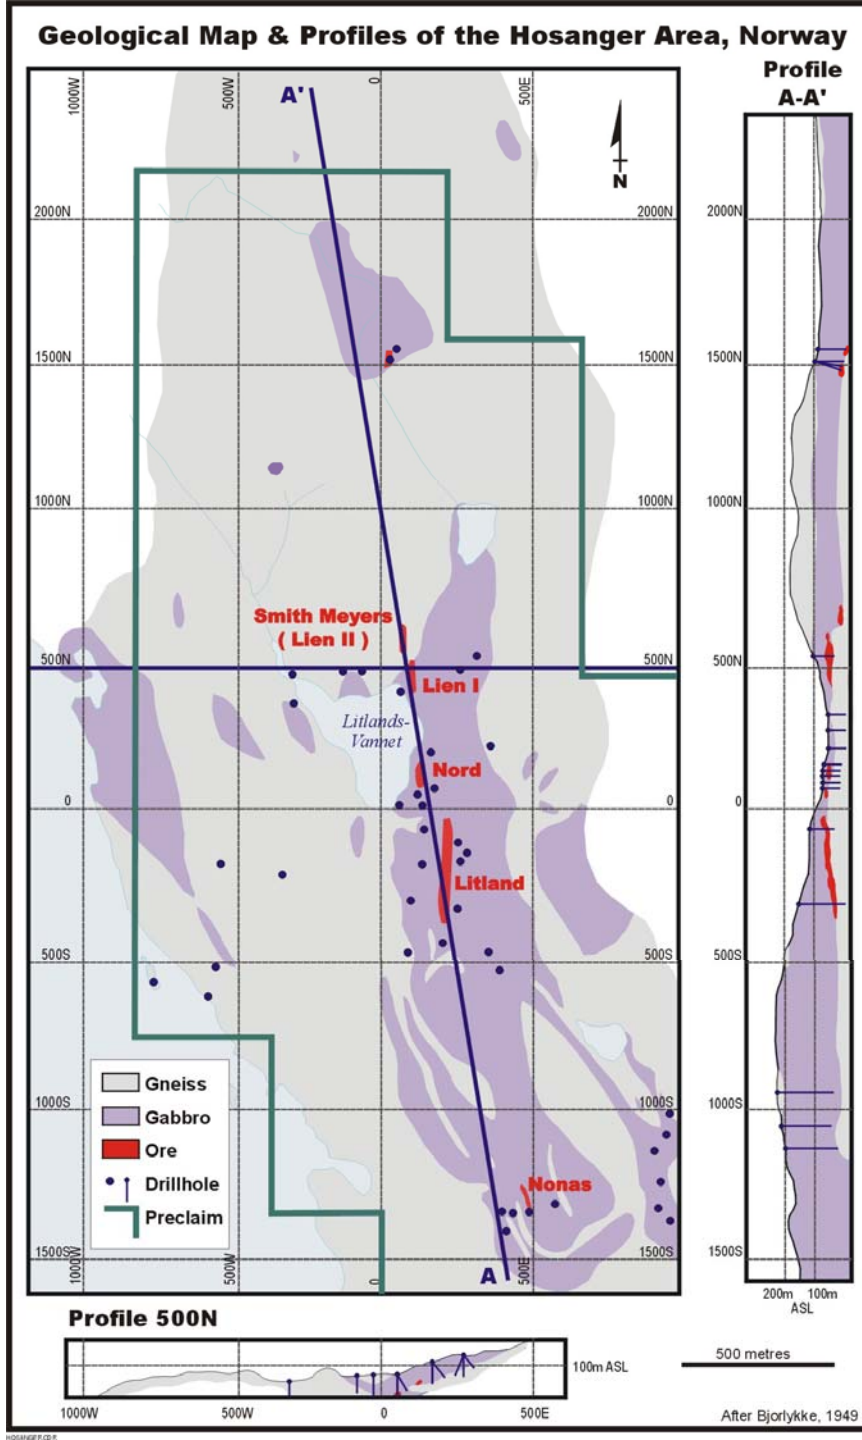 Geological Map & Profiles of the Hosanger Area, Norway
Profile
A-A'
1000W
500W
0
500E
A'
N
2000N
2000N
2000N
1500N
1500N
1500N
1000N
1000N
1000N
Smith Meyers
( Lien II )
500N
500N
500N
Lien I
Litlands-
Vannet
Nord
0
0
0
Litland
500S
500S
500S
Gneiss
Gabbro
Ore
Drillhole
Preclaim
1000S
1000S
1000S
Nonas
1500S
1500S
1500S
1000W
500W
0
500E
A
200m
100m
ASL
Profile 500N
100m ASL
500 metres
1000W
500W
0
500E
After Bjorlykke, 1949
HOSANGER.CDR